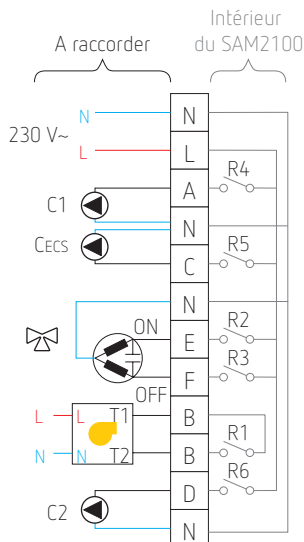 Intérieur
du SAM2100
A raccorder
N N
230 V~ L L
A R4
C1
N
CECS R5
C
N
ON R2
E
R3
F
OFF
L L T1 B
R1
N N T2 B
R6
D
C2
N